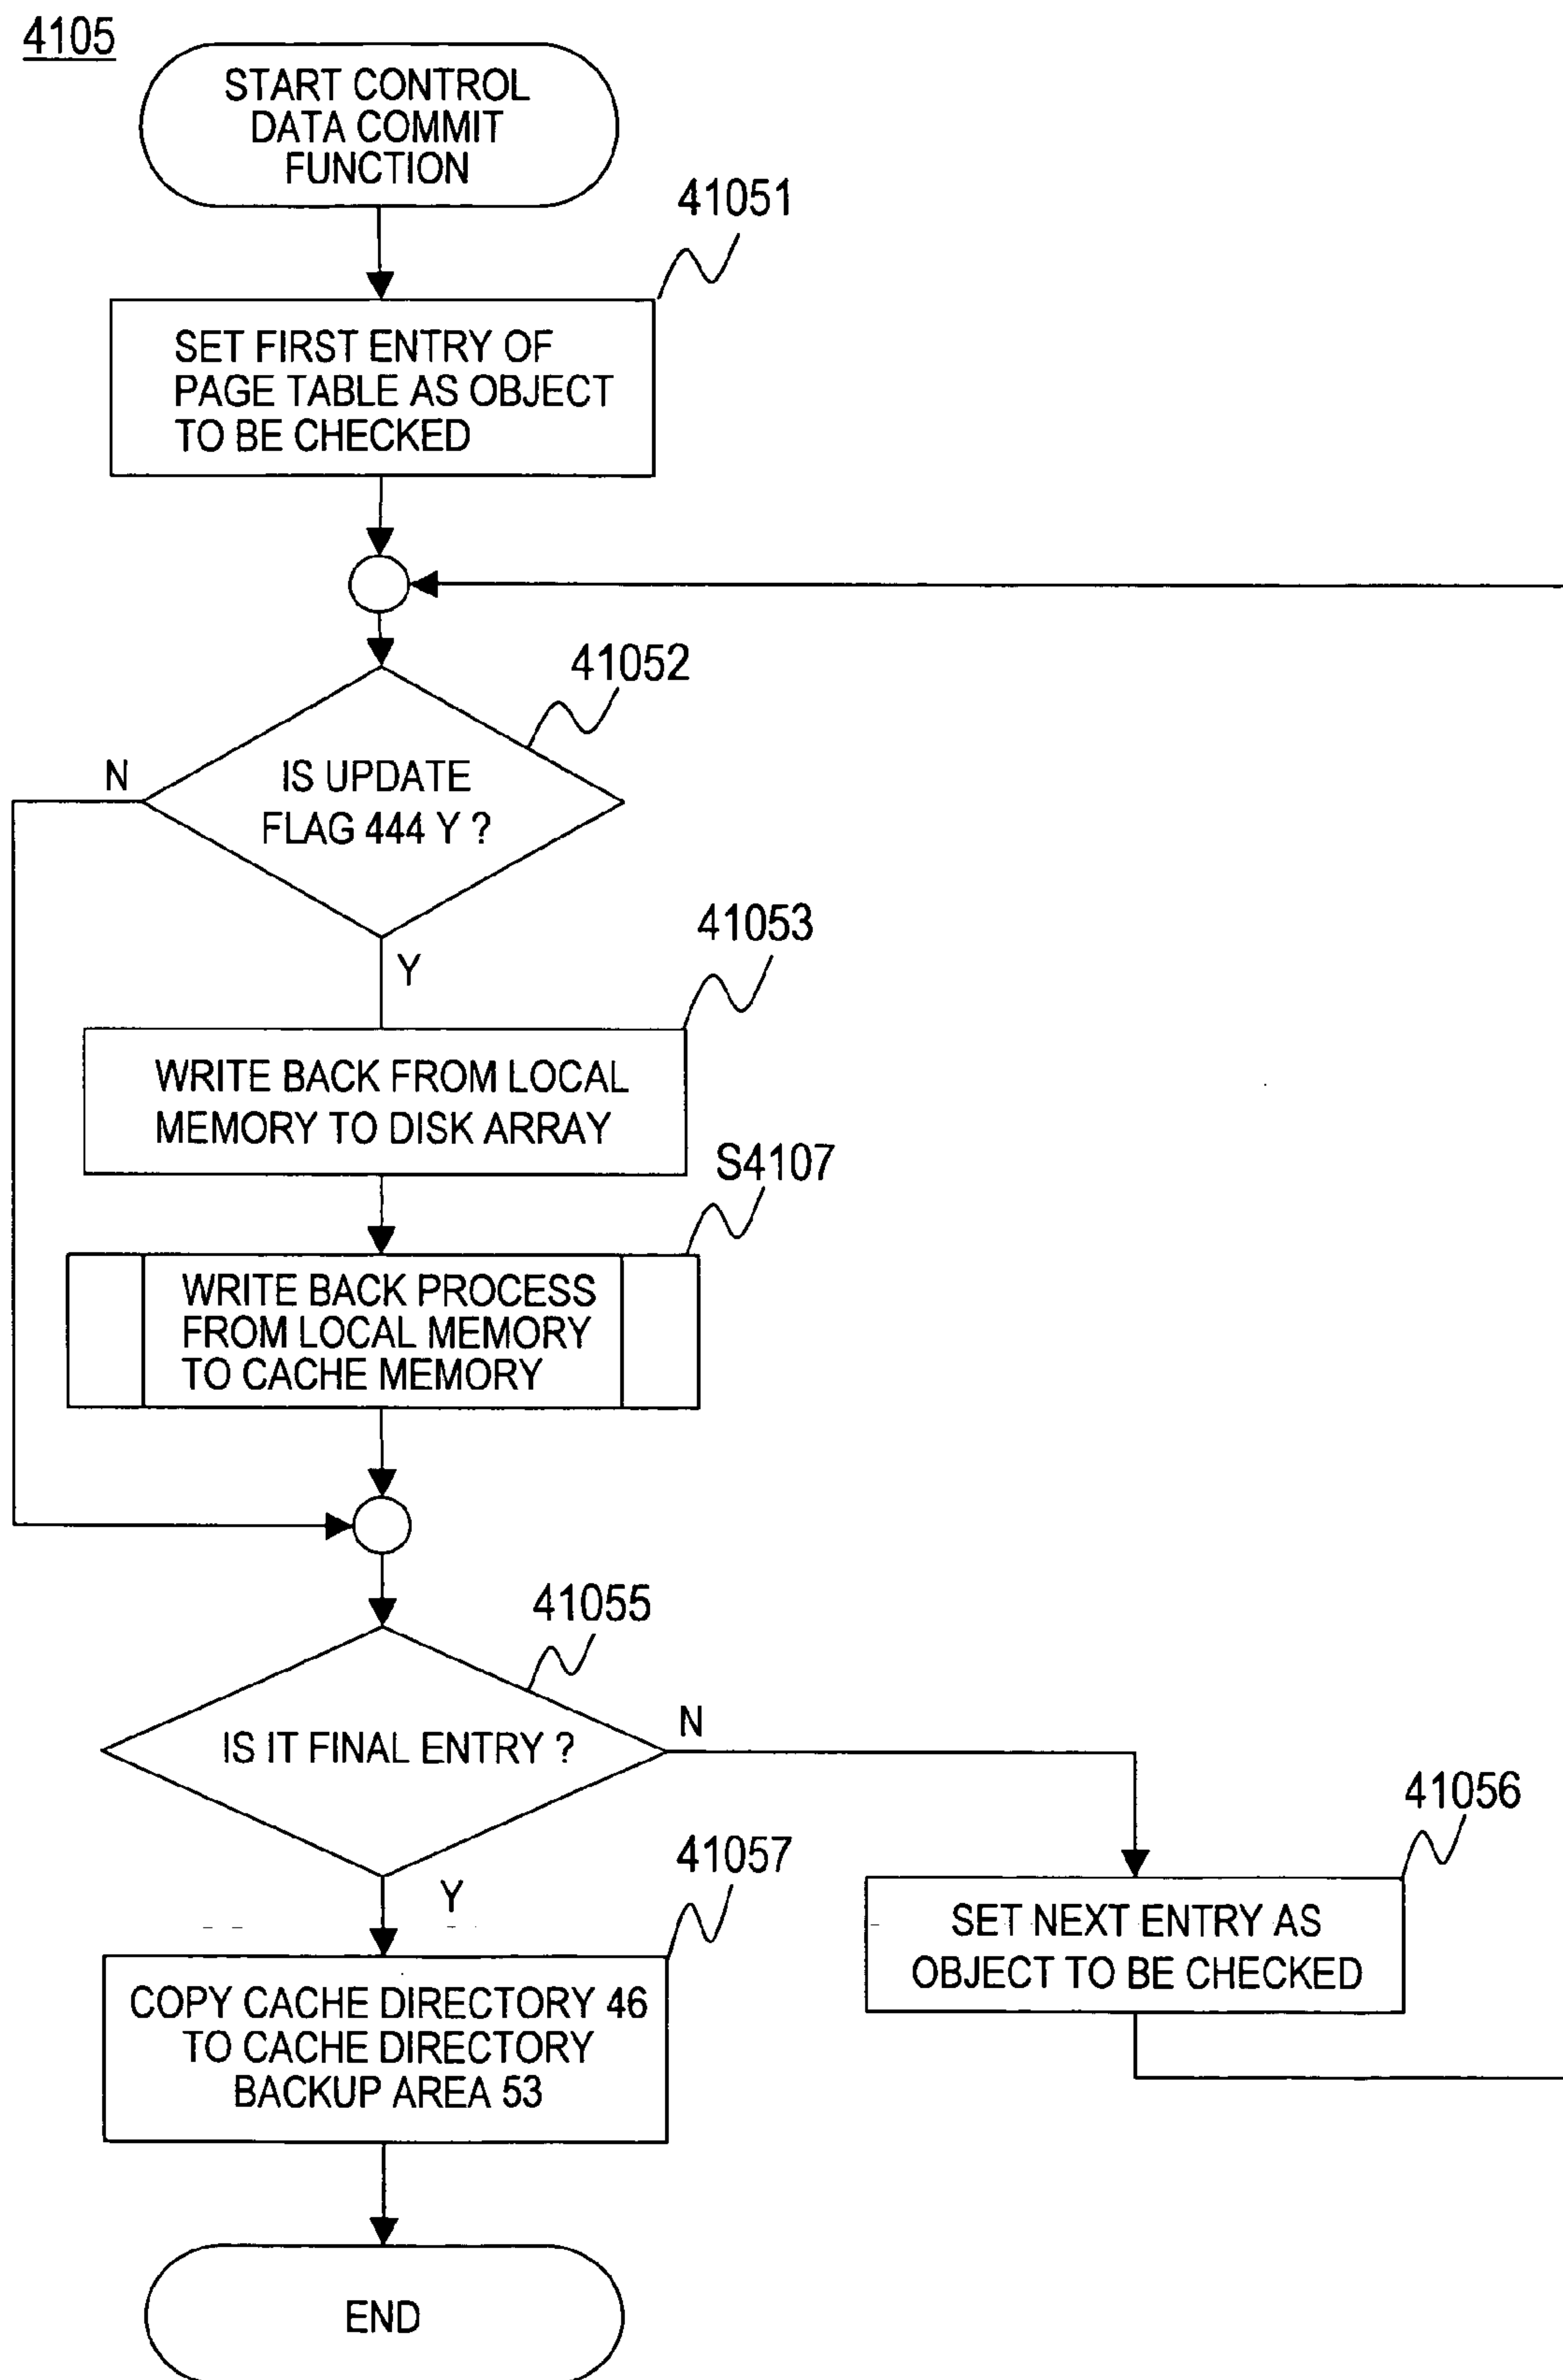 4105
START CONTROL
DATA COMMIT
FUNCTION
41051
SET FIRST ENTRY OF
PAGE TABLE AS OBJECT
TO BE CHECKED
41052
N
IS UPDATE
FLAG 444 Y ?
41053
Y
WRITE BACK FROM LOCAL
MEMORY TO DISK ARRAY
S4107
WRITE BACK PROCESS
FROM LOCAL MEMORY
TO CACHE MEMORY
41055
N
IS IT FINAL ENTRY ?
41056
41057
Y
SET NEXT ENTRY AS
OBJECT TO BE CHECKED
COPY CACHE DIRECTORY 46
TO CACHE DIRECTORY
BACKUP AREA 53
END